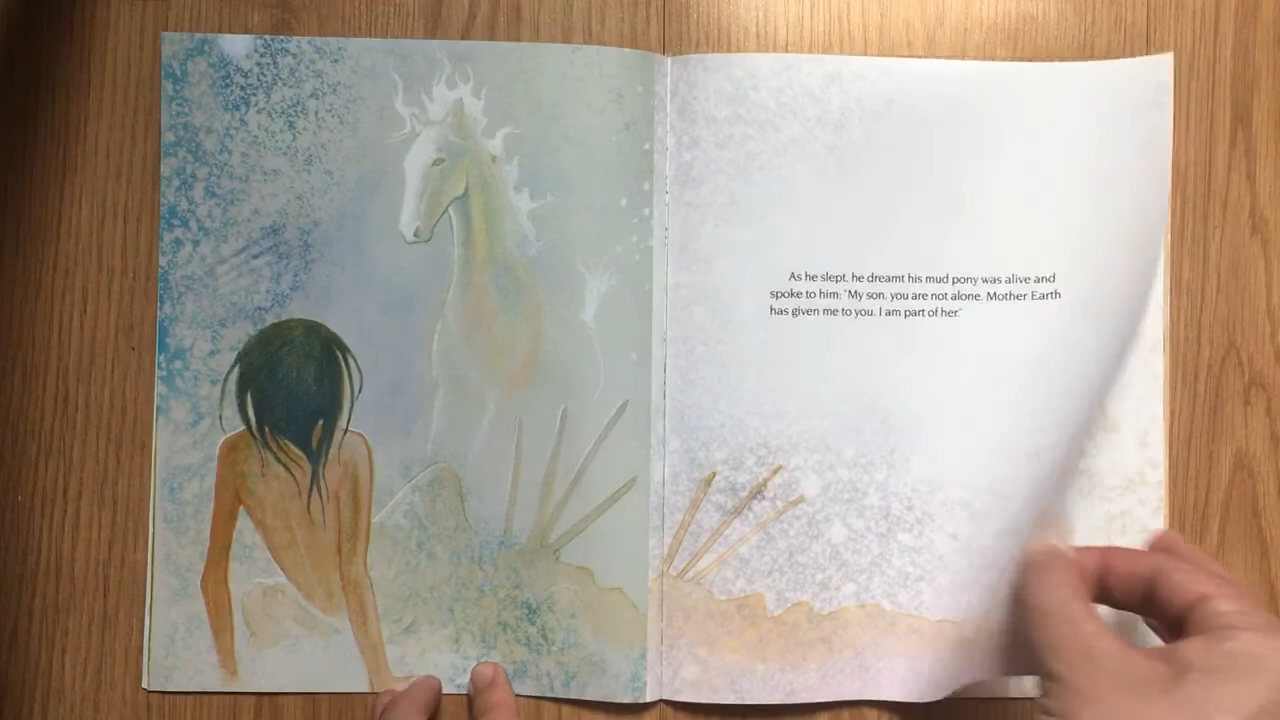 As he slept, he dreamt his mud pony was alive and
spoke to him; "My son, you are not alone. Mother Earth
has given me to you. I am part of her."